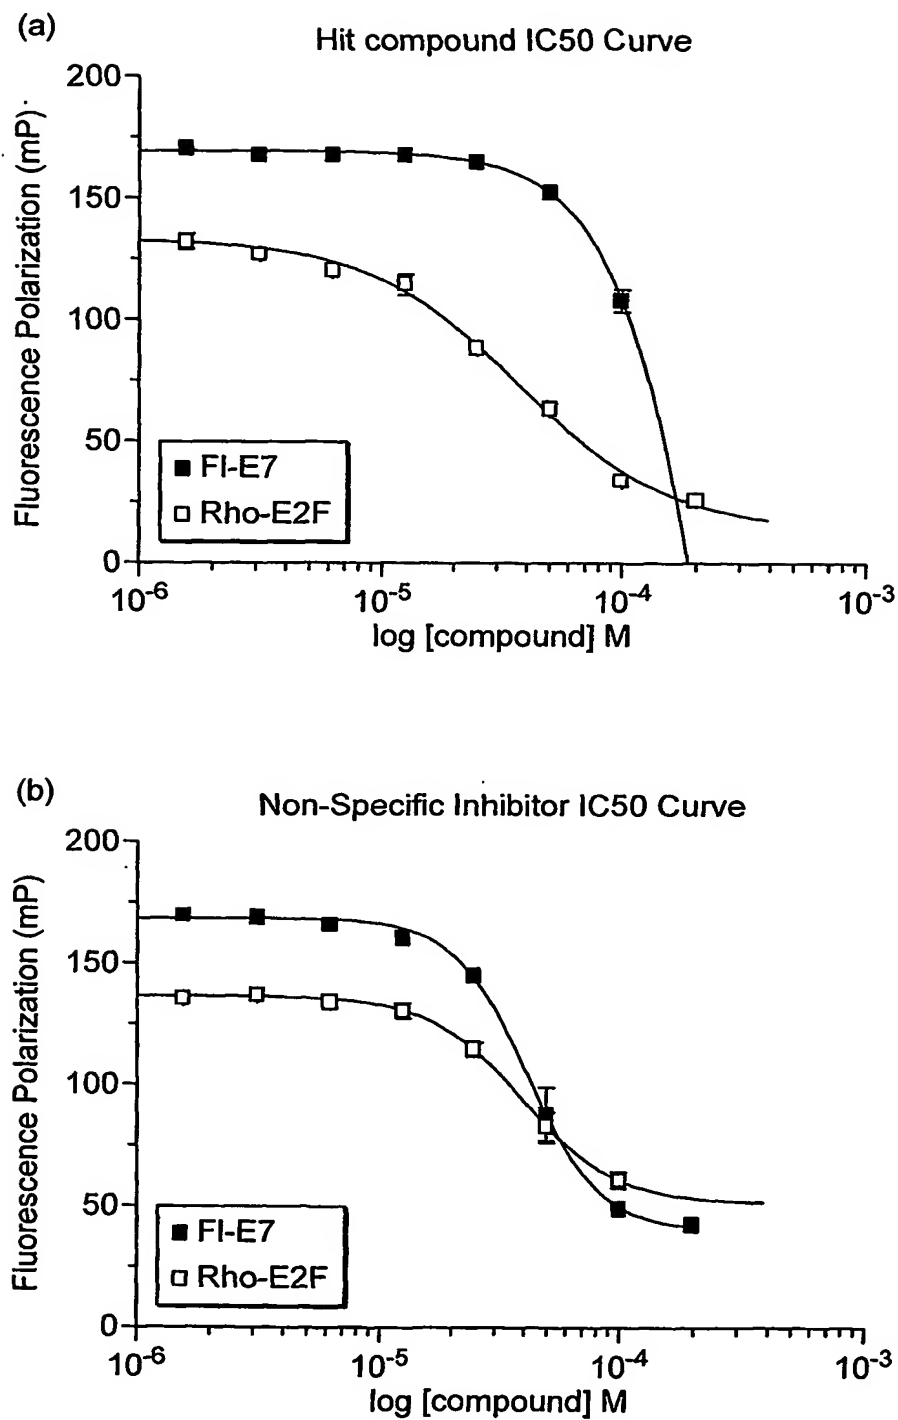 (a)
Hit compound IC50 Curve
Fluorescence Polarization (mP)
200
150
100
50
0
Fl-E7
Rho-E2F
10-6 10-5 10-4 10-3
log [compound] M
(b)
Non-Specific Inhibitor IC50 Curve
Fluorescence Polarization (mP)
200
150
100
50
0
Fl-E7
Rho-E2F
10-6 10-5 10-4 10-3
log [compound] M